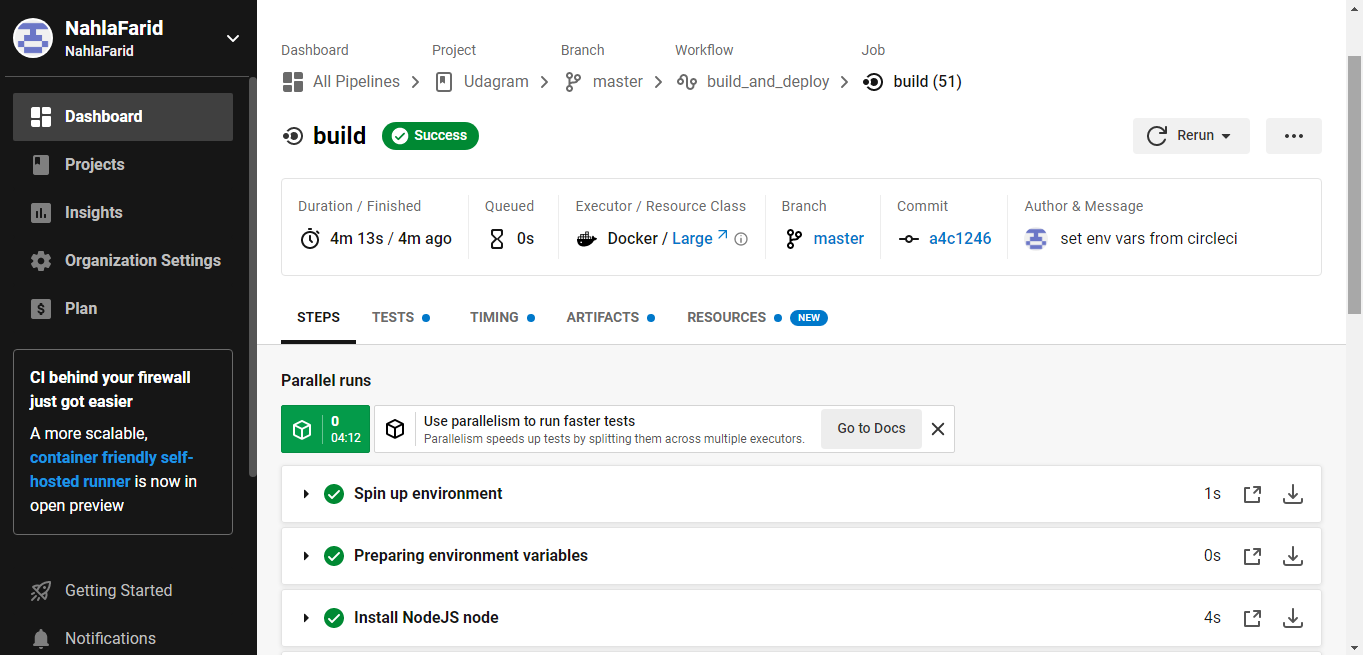 NahlaFarid
NahlaFarid
Dashboard
Projects
Insights
Organization Settings
Plan
CI behind your firewall
just got easier
A more scalable,
container friendly self-
hosted runner is now in
open preview
Getting Started
Notifications
Dashboard Project Branch Workflow Job
All Pipelines Udagram master build_and_deploy build (51)
build Success Rerun
Duration / Finished Queued Executor / Resource Class Branch Commit Author & Message
4m 13s / 4m ago 0s Docker / Large master a4c1246 set env vars from circleci
STEPS TESTS TIMING ARTIFACTS RESOURCES NEW
Parallel runs
0
04:12
Use parallelism to run faster tests
Parallelism speeds up tests by splitting them across multiple executors.
Go to Docs
Spin up environment 1s
Preparing environment variables 0s
Install NodeJS node 4s